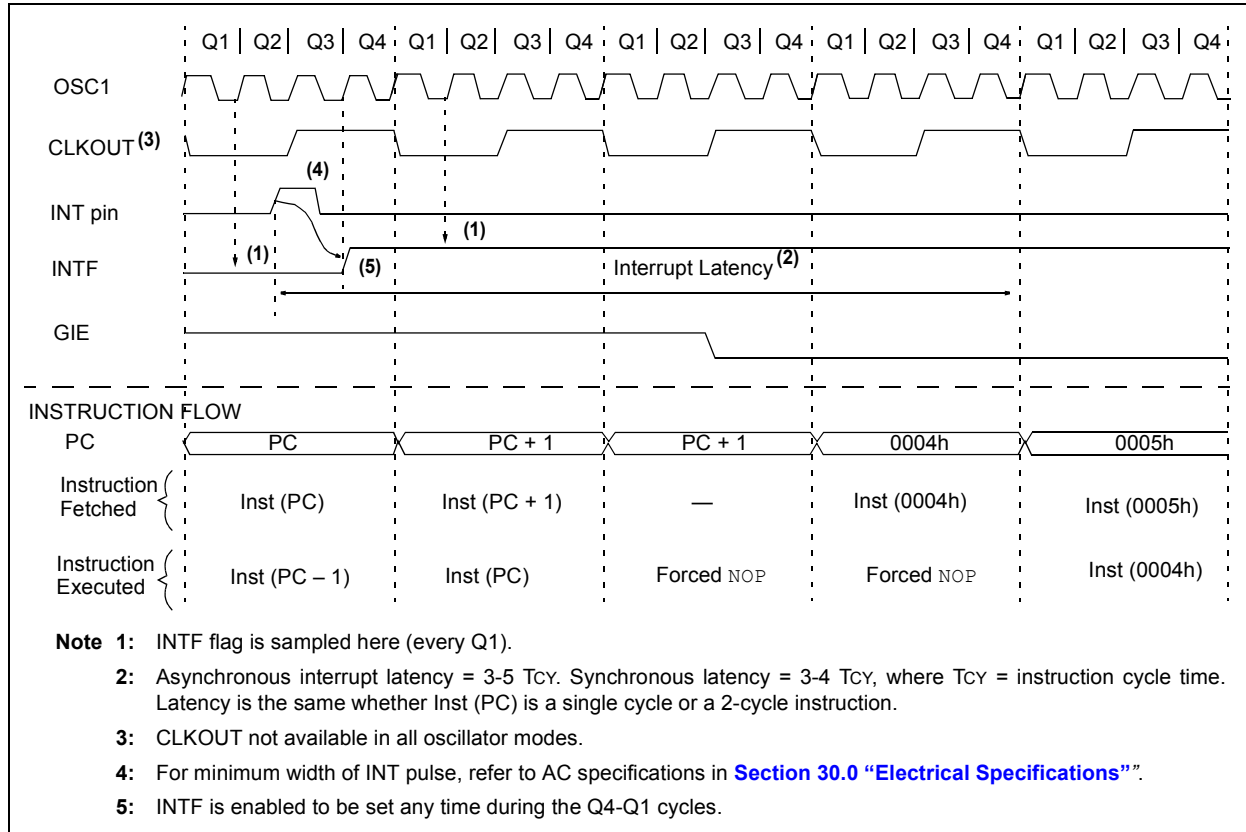 Q1 | Q2 | Q3 | Q4 Q1 | Q2 | Q3 | Q4 Q1 | Q2 | Q3 | Q4 Q1 | Q2 | Q3 | Q4 Q1 | Q2 | Q3 | Q4
OSC1
CLKOUT (3)
(4)
INT pin
(1)
(1)
INTF
(5)
Interrupt Latency (2)
GIE
INSTRUCTION FLOW
PC PC PC + 1 PC + 1 0004h 0005h
Instruction
Fetched
Inst (PC) Inst (PC + 1) — Inst (0004h) Inst (0005h)
Instruction
Executed
Inst (PC – 1) Inst (PC) Forced NOP Forced NOP Inst (0004h)
Note 1: INTF flag is sampled here (every Q1).
2: Asynchronous interrupt latency = 3-5 TCY. Synchronous latency = 3-4 TCY, where TCY = instruction cycle time.
Latency is the same whether Inst (PC) is a single cycle or a 2-cycle instruction.
3: CLKOUT not available in all oscillator modes.
4: For minimum width of INT pulse, refer to AC specifications in Section 30.0 “Electrical Specifications””.
5: INTF is enabled to be set any time during the Q4-Q1 cycles.